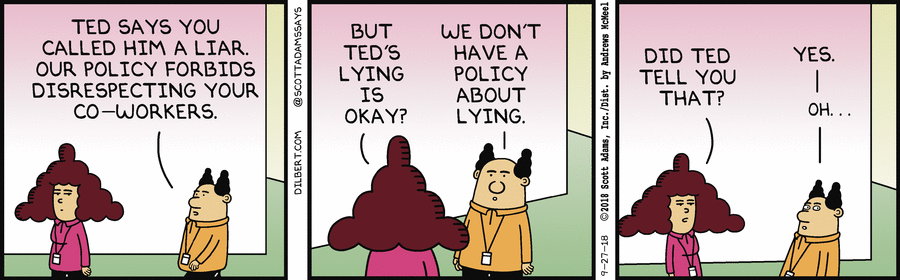 TED SAYS YOU
CALLED HIM A LIAR.
OUR POLICY FORBIDS
DISRESPECTING YOUR
CO-WORKERS.
DILBERT.COM @SCOTTADAMSSAYS
BUT
TED'S
LYING
IS
OKAY?
WE DON'T
HAVE A
POLICY
ABOUT
LYING.
9-27-18 ©2018 Scott Adams, Inc./Dist. by Andrews McMeel
DID TED
TELL YOU
THAT?
YES.
OH...